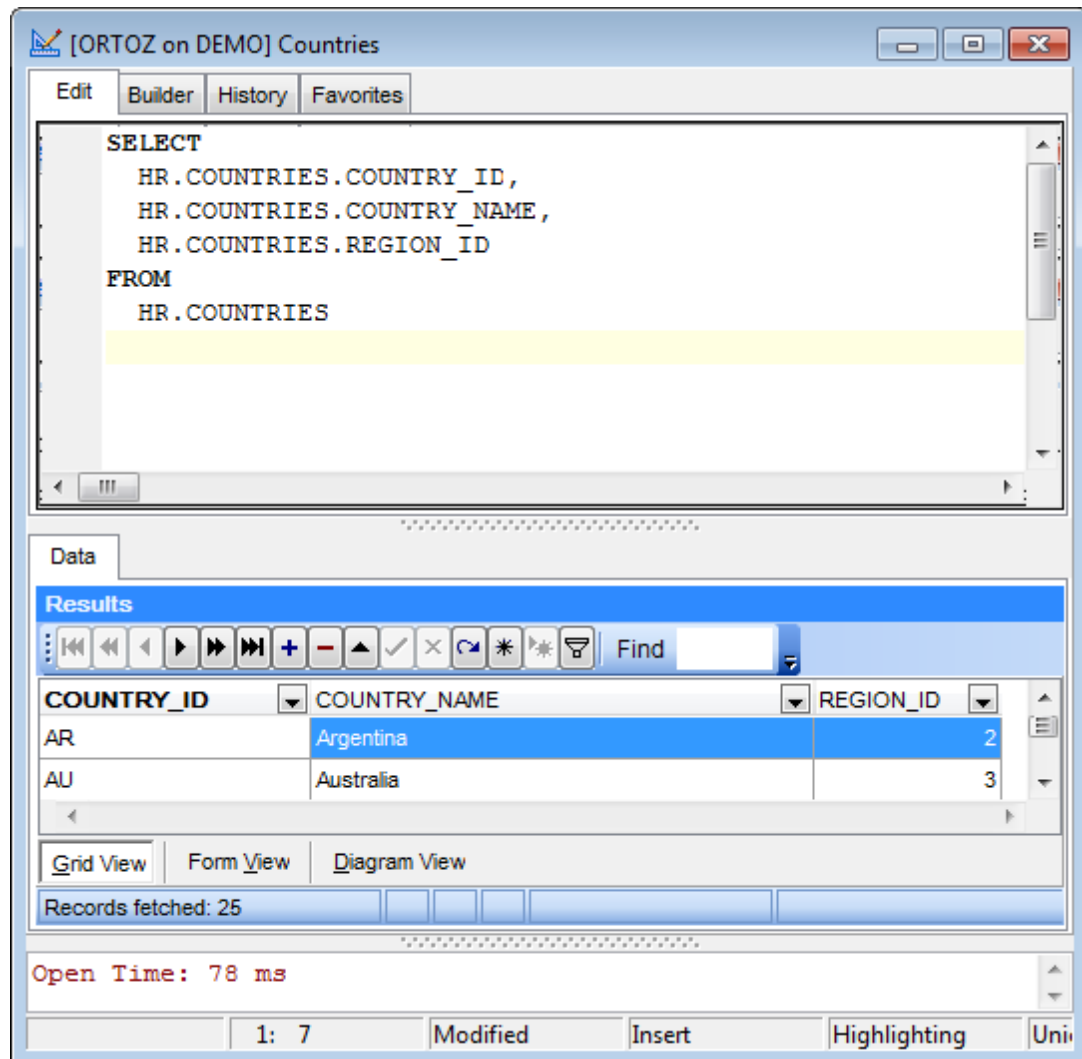 [ORTOZ on DEMO] Countries
Edit Builder History Favorites
SELECT
HR.COUNTRIES.COUNTRY_ID,
HR.COUNTRIES.COUNTRY_NAME,
HR.COUNTRIES.REGION_ID
FROM
HR.COUNTRIES
Data
Results
Find
COUNTRY_ID COUNTRY_NAME REGION_ID
AR Argentina 2
AU Australia 3
Grid View Form View Diagram View
Records fetched: 25
Open Time: 78 ms
1: 7 Modified Insert Highlighting